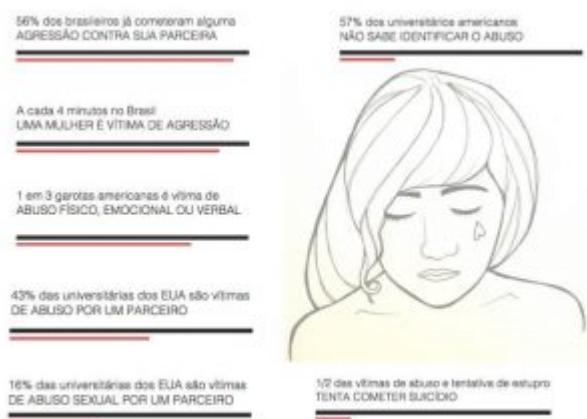 56% dos brasileiros já cometeram alguma
AGRESSÃO CONTRA SUA PARCEIRA
A cada 4 minutos no Brasil
UMA MULHER É VÍTIMA DE AGRESSÃO
1 em 3 garotas americanas é vítima de
ABUSO FÍSICO, EMOCIONAL OU VERBAL
43% das universitárias dos EUA são vítimas
DE ABUSO POR UM PARCEIRO
16% das universitárias dos EUA são vítimas
DE ABUSO SEXUAL POR UM PARCEIRO
57% dos universitários americanos
NÃO SABE IDENTIFICAR O ABUSO
1/2 das vítimas de abuso e tentativa de estupro
TENTA COMETER SUICÍDIO